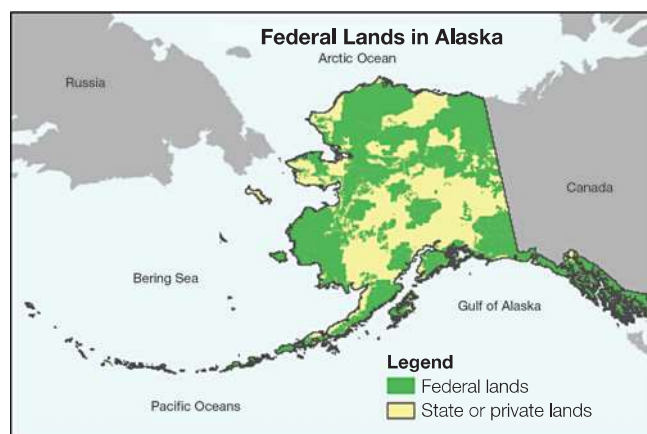 Federal Lands in Alaska
Arctic Ocean
Russia
Canada
Bering Sea
Gulf of Alaska
Legend
Federal lands
State or private lands
Pacific Oceans